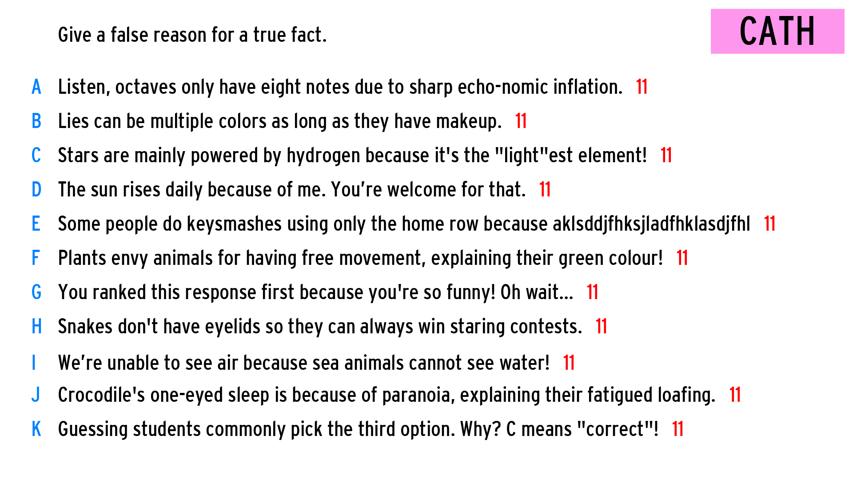 Give a false reason for a true fact.
CATH
A Listen, octaves only have eight notes due to sharp echo-nomic inflation. 11
B Lies can be multiple colors as long as they have makeup. 11
C Stars are mainly powered by hydrogen because it's the "light"est element! 11
D The sun rises daily because of me. You’re welcome for that. 11
E Some people do keysmashes using only the home row because aklsddjfhksjladfhklasdjfhl 11
F Plants envy animals for having free movement, explaining their green colour! 11
G You ranked this response first because you're so funny! Oh wait... 11
H Snakes don't have eyelids so they can always win staring contests. 11
I We’re unable to see air because sea animals cannot see water! 11
J Crocodile's one-eyed sleep is because of paranoia, explaining their fatigued loafing. 11
K Guessing students commonly pick the third option. Why? C means "correct"! 11